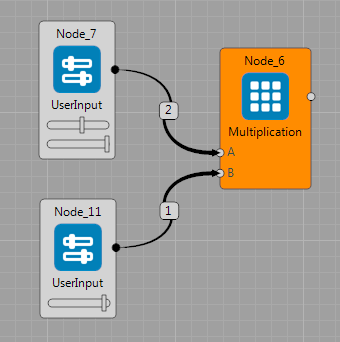 Node_7
UserInput
2
Node_6
Multiplication
A
B
Node_11
UserInput
1